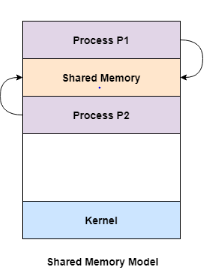 Process P1
Shared Memory
Process P2
Kernel
Shared Memory Model